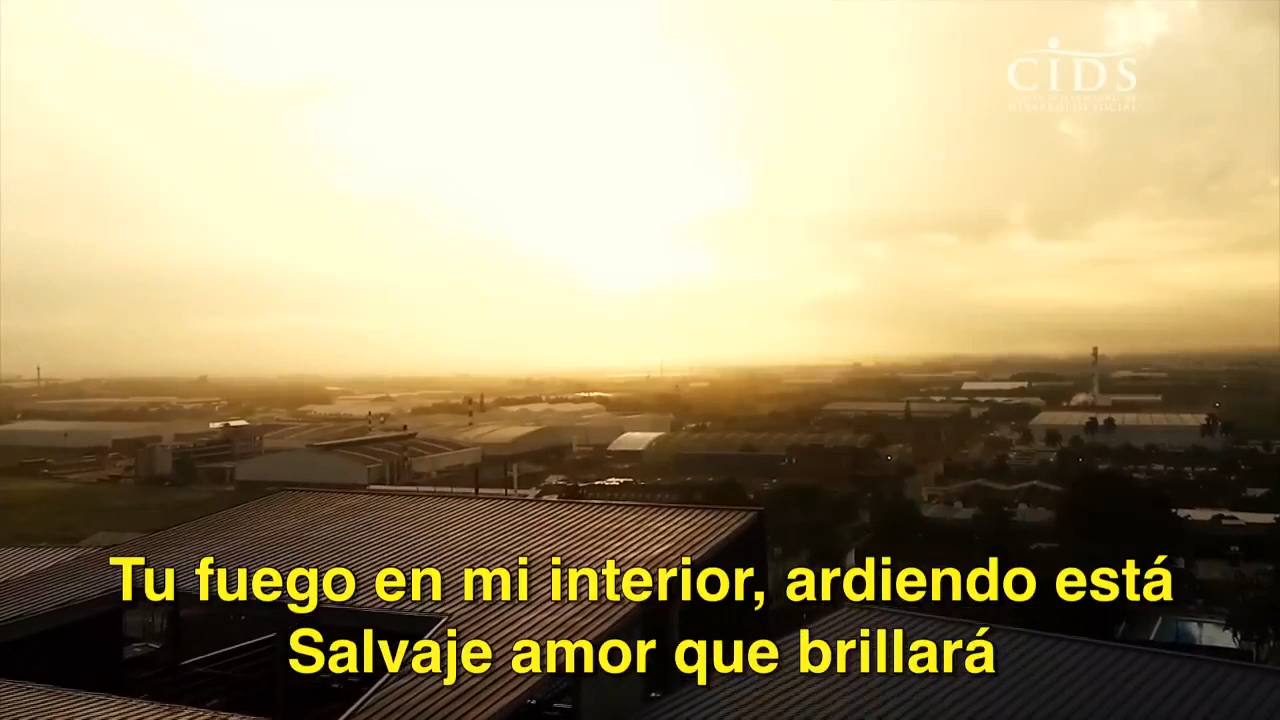 CIDS
Tu fuego en mi interior, ardiendo está
Salvaje amor que brillará